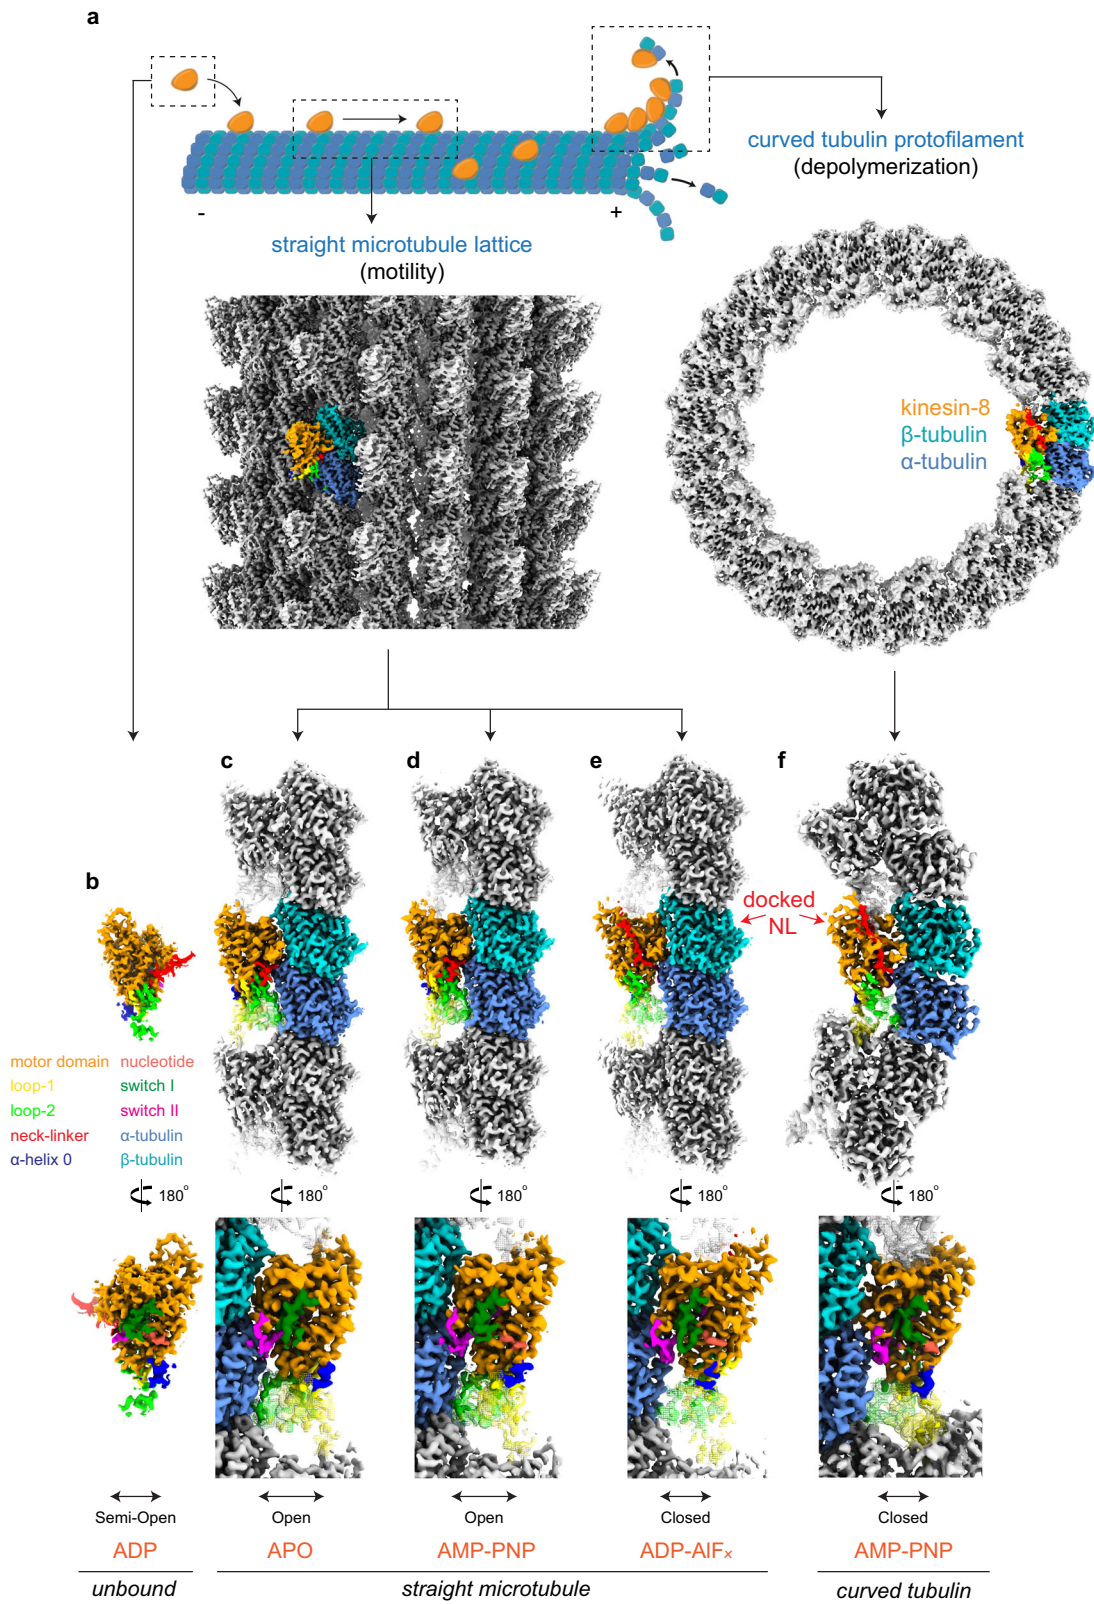 a
curved tubulin protofilament
(depolymerization)
-
+
straight microtubule lattice
(motility)
kinesin-8
β-tubulin
α-tubulin
c
d
e
f
b
docked
NL
motor domain
nucleotide
loop-1
switch I
loop-2
switch II
neck-linker
α-tubulin
α-helix 0
β-tubulin
180°
180°
180°
180°
180°
Semi-Open
Open
Open
Closed
Closed
ADP
APO
AMP-PNP
ADP-AlFₓ
AMP-PNP
unbound
straight microtubule
curved tubulin